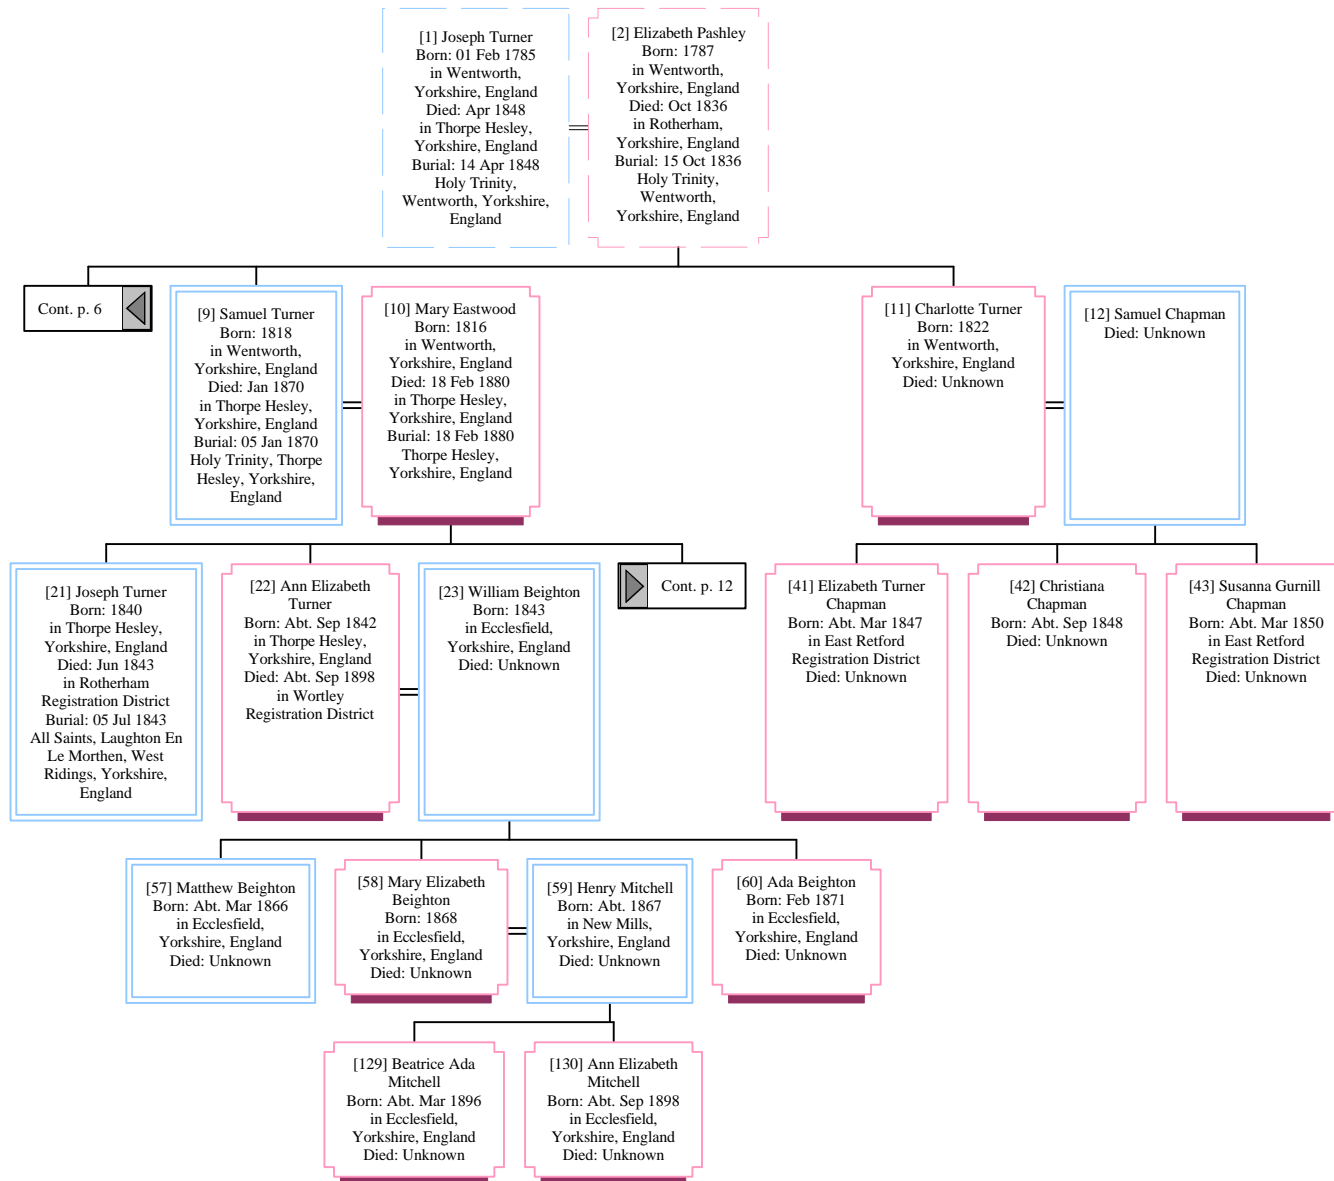 [1] Joseph Turner
Born: 01 Feb 1785
in Wentworth,
Yorkshire, England
Died: Apr 1848
in Thorpe Hesley,
Yorkshire, England
Burial: 14 Apr 1848
Holy Trinity,
Wentworth, Yorkshire,
England
[2] Elizabeth Pashley
Born: 1787
in Wentworth,
Yorkshire, England
Died: Oct 1836
in Rotherham,
Yorkshire, England
Burial: 15 Oct 1836
Holy Trinity,
Wentworth,
Yorkshire, England
Cont. p. 6
[9] Samuel Turner
Born: 1818
in Wentworth,
Yorkshire, England
Died: Jan 1870
in Thorpe Hesley,
Yorkshire, England
Burial: 05 Jan 1870
Holy Trinity, Thorpe
Hesley, Yorkshire,
England
[10] Mary Eastwood
Born: 1816
in Wentworth,
Yorkshire, England
Died: 18 Feb 1880
in Thorpe Hesley,
Yorkshire, England
Burial: 18 Feb 1880
Thorpe Hesley,
Yorkshire, England
[11] Charlotte Turner
Born: 1822
in Wentworth,
Yorkshire, England
Died: Unknown
[12] Samuel Chapman
Died: Unknown
[21] Joseph Turner
Born: 1840
in Thorpe Hesley,
Yorkshire, England
Died: Jun 1843
in Rotherham
Registration District
Burial: 05 Jul 1843
All Saints, Laughton En
Le Morthen, West
Ridings, Yorkshire,
England
[22] Ann Elizabeth
Turner
Born: Abt. Sep 1842
in Thorpe Hesley,
Yorkshire, England
Died: Abt. Sep 1898
in Wortley
Registration District
[23] William Beighton
Born: 1843
in Ecclesfield,
Yorkshire, England
Died: Unknown
Cont. p. 12
[41] Elizabeth Turner
Chapman
Born: Abt. Mar 1847
in East Retford
Registration District
Died: Unknown
[42] Christiana
Chapman
Born: Abt. Sep 1848
Died: Unknown
[43] Susanna Gurnill
Chapman
Born: Abt. Mar 1850
in East Retford
Registration District
Died: Unknown
[57] Matthew Beighton
Born: Abt. Mar 1866
in Ecclesfield,
Yorkshire, England
Died: Unknown
[58] Mary Elizabeth
Beighton
Born: 1868
in Ecclesfield,
Yorkshire, England
Died: Unknown
[59] Henry Mitchell
Born: Abt. 1867
in New Mills,
Yorkshire, England
Died: Unknown
[60] Ada Beighton
Born: Feb 1871
in Ecclesfield,
Yorkshire, England
Died: Unknown
[129] Beatrice Ada
Mitchell
Born: Abt. Mar 1896
in Ecclesfield,
Yorkshire, England
Died: Unknown
[130] Ann Elizabeth
Mitchell
Born: Abt. Sep 1898
in Ecclesfield,
Yorkshire, England
Died: Unknown